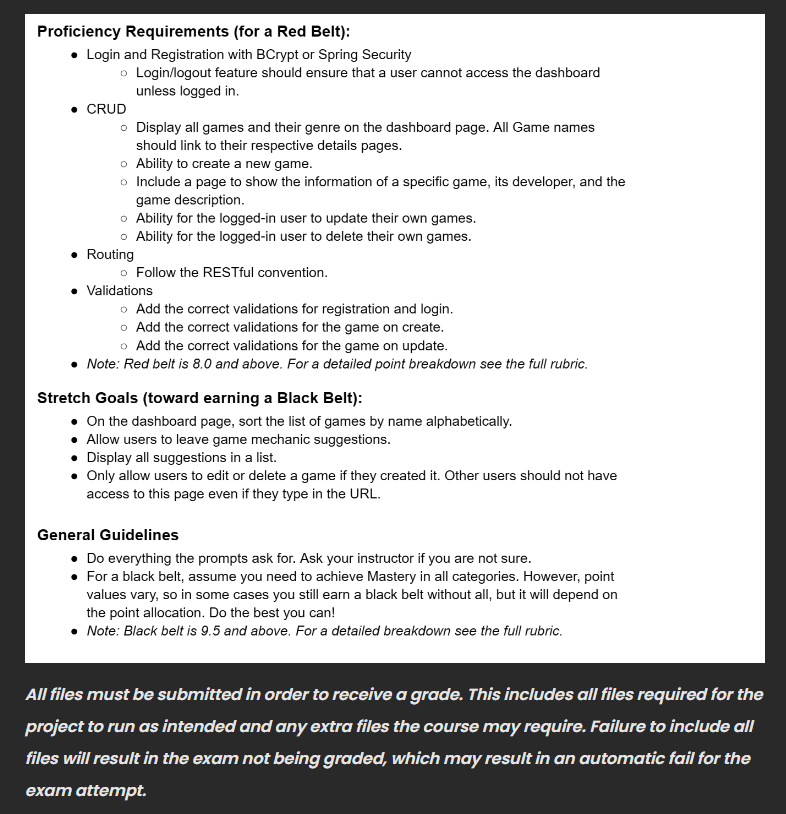 Proficiency Requirements (for a Red Belt):
● Login and Registration with BCrypt or Spring Security
○ Login/logout feature should ensure that a user cannot access the dashboard
unless logged in.
● CRUD
○ Display all games and their genre on the dashboard page. All Game names
should link to their respective details pages.
○ Ability to create a new game.
○ Include a page to show the information of a specific game, its developer, and the
game description.
○ Ability for the logged-in user to update their own games.
○ Ability for the logged-in user to delete their own games.
● Routing
○ Follow the RESTful convention.
● Validations
○ Add the correct validations for registration and login.
○ Add the correct validations for the game on create.
○ Add the correct validations for the game on update.
● Note: Red belt is 8.0 and above. For a detailed point breakdown see the full rubric.
Stretch Goals (toward earning a Black Belt):
● On the dashboard page, sort the list of games by name alphabetically.
● Allow users to leave game mechanic suggestions.
● Display all suggestions in a list.
● Only allow users to edit or delete a game if they created it. Other users should not have
access to this page even if they type in the URL.
General Guidelines
● Do everything the prompts ask for. Ask your instructor if you are not sure.
● For a black belt, assume you need to achieve Mastery in all categories. However, point
values vary, so in some cases you still earn a black belt without all, but it will depend on
the point allocation. Do the best you can!
● Note: Black belt is 9.5 and above. For a detailed breakdown see the full rubric.
All files must be submitted in order to receive a grade. This includes all files required for the
project to run as intended and any extra files the course may require. Failure to include all
files will result in the exam not being graded, which may result in an automatic fail for the
exam attempt.